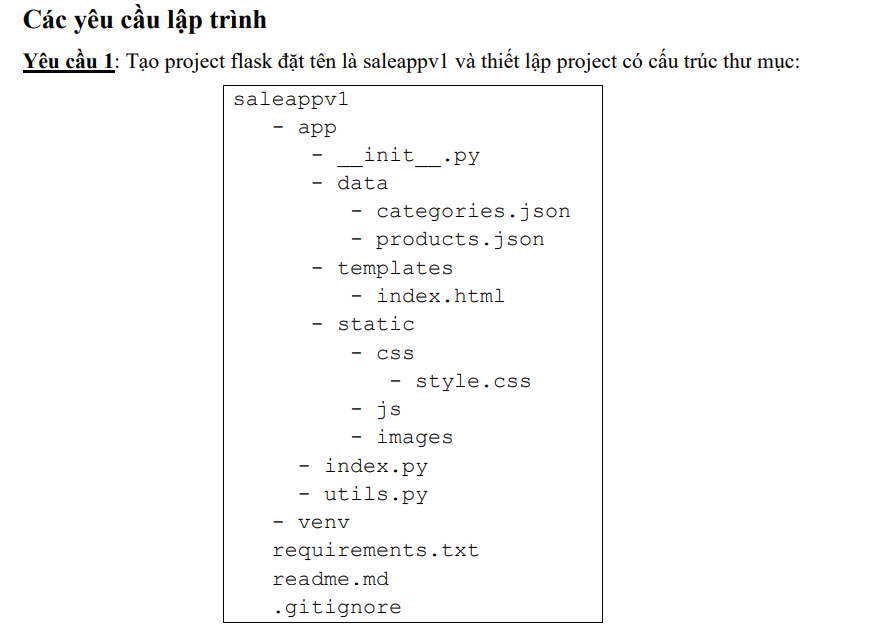 Các yêu cầu lập trình
Yêu cầu 1: Tạo project flask đặt tên là saleappv1 và thiết lập project có cấu trúc thư mục:
saleappv1
- app
- __init__.py
- data
- categories.json
- products.json
- templates
- index.html
- static
- css
- style.css
- js
- images
- index.py
- utils.py
- venv
requirements.txt
readme.md
.gitignore